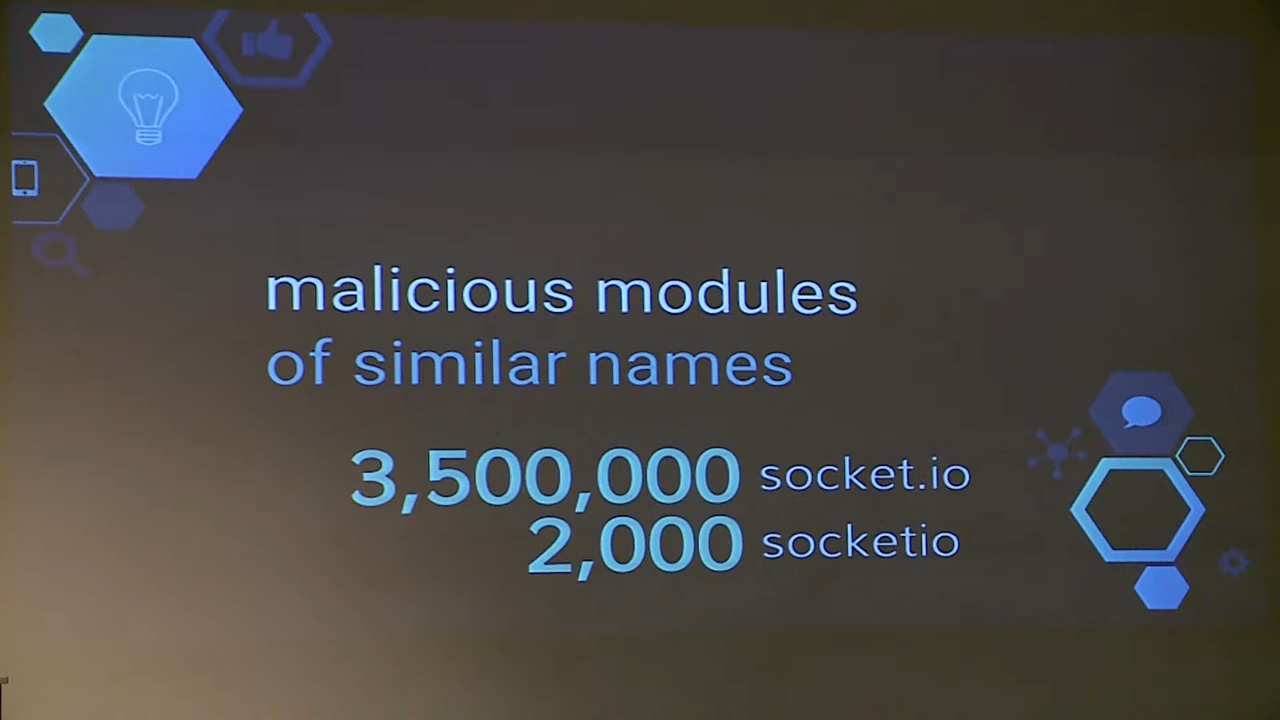 malicious modules
of similar names
3,500,000 socket.io
2,000 socketio